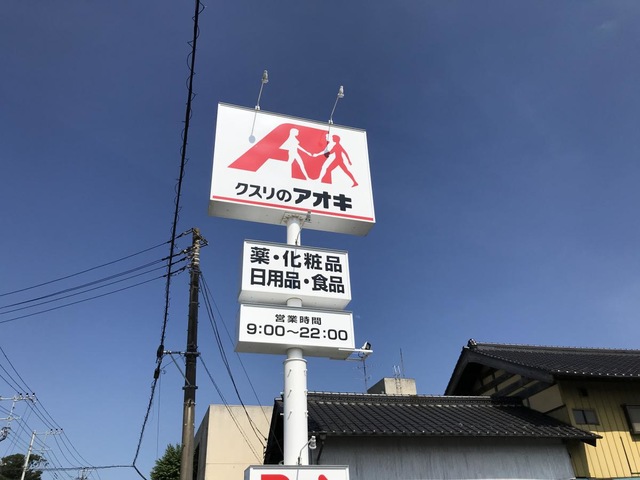 クスリのアオキ
薬・化粧品
日用品・食品
営業時間
9:00～22:00